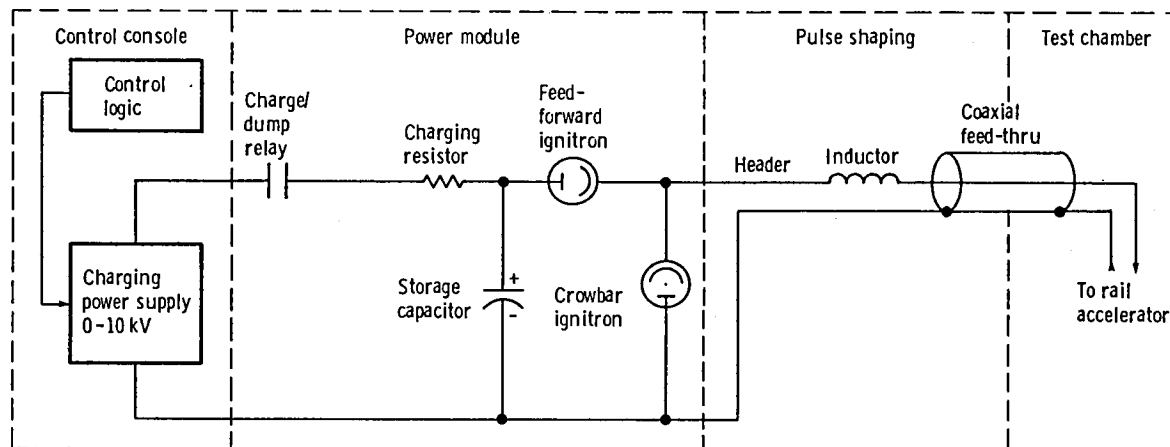 Control console
Power module
Pulse shaping
Test chamber
Control
logic
Charge/
dump
relay
Charging
resistor
Feed-
forward
ignitron
Header
Inductor
Coaxial
feed-thru
Charging
power supply
0-10 kV
Storage
capacitor
+
-
Crowbar
ignitron
To rail
accelerator